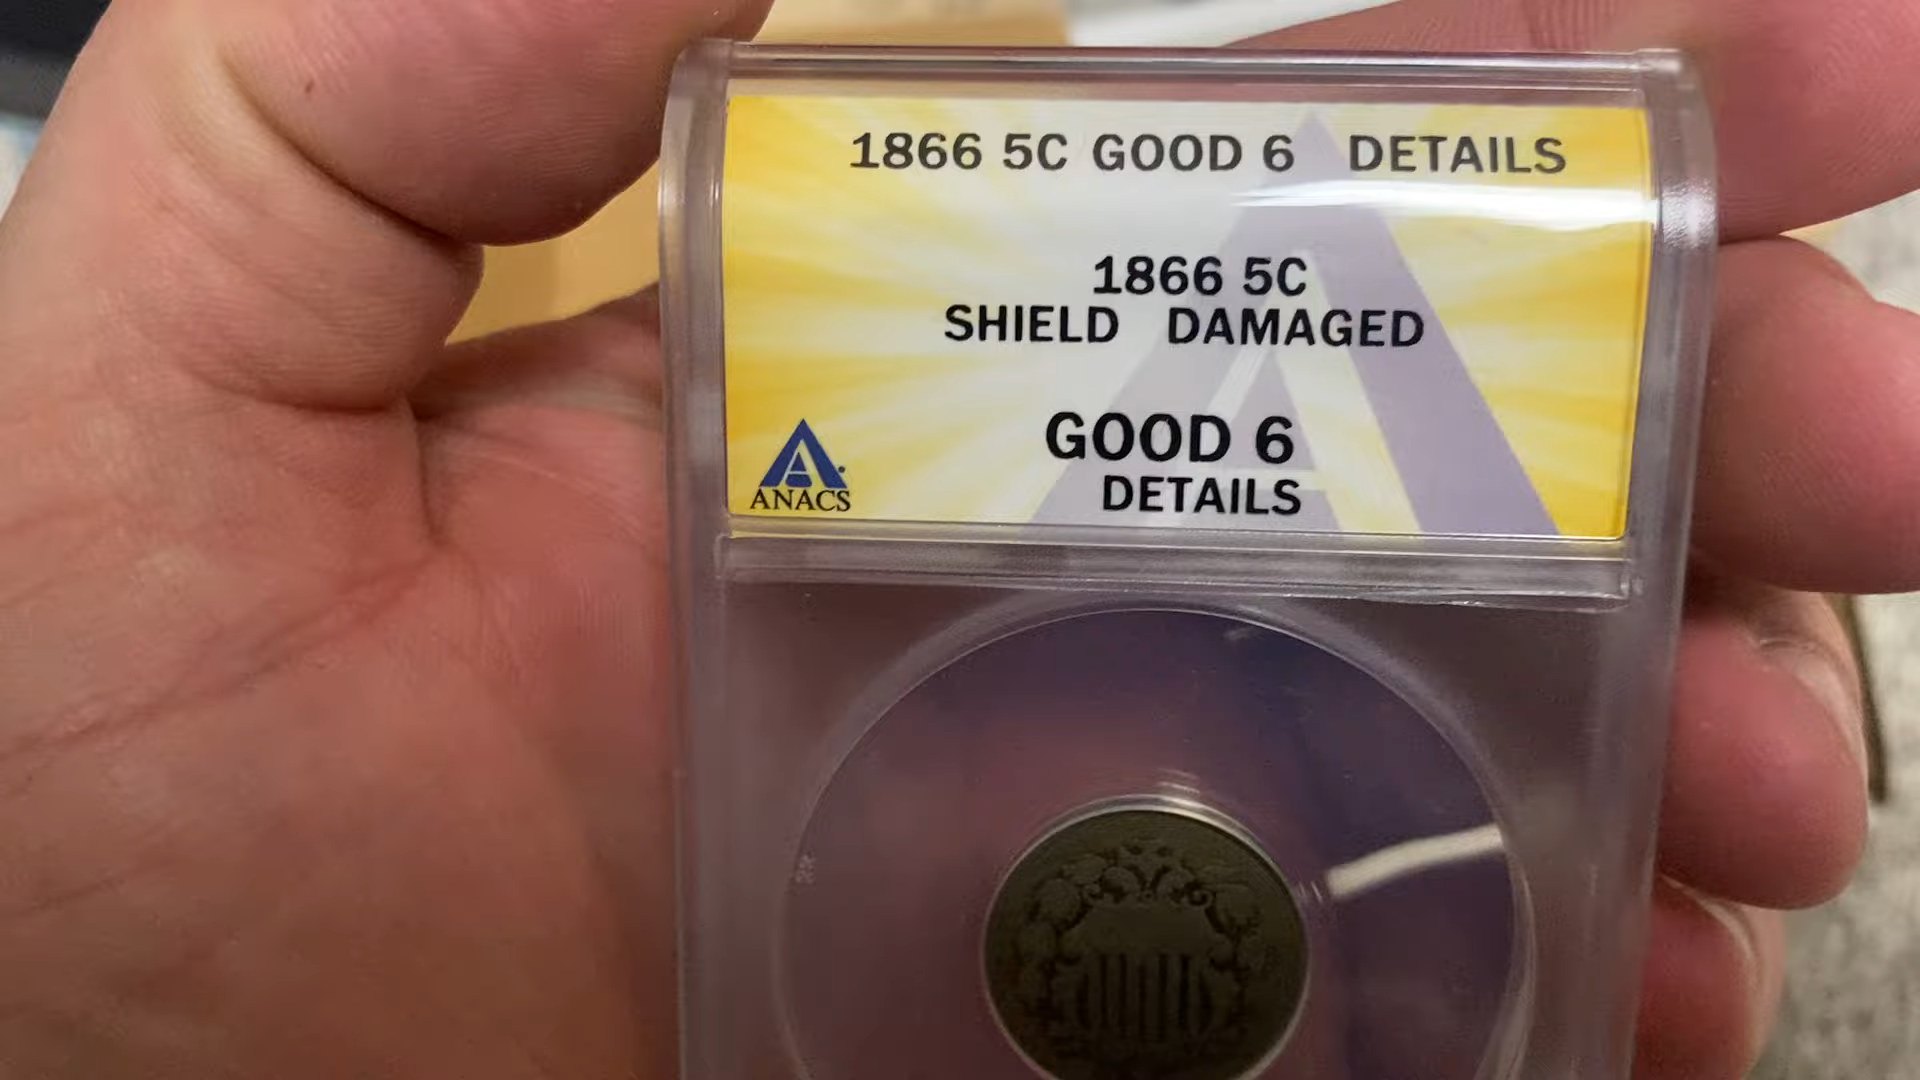 1866 5C GOOD 6 DETAILS
1866 5C
SHIELD DAMAGED
GOOD 6
DETAILS
ANACS